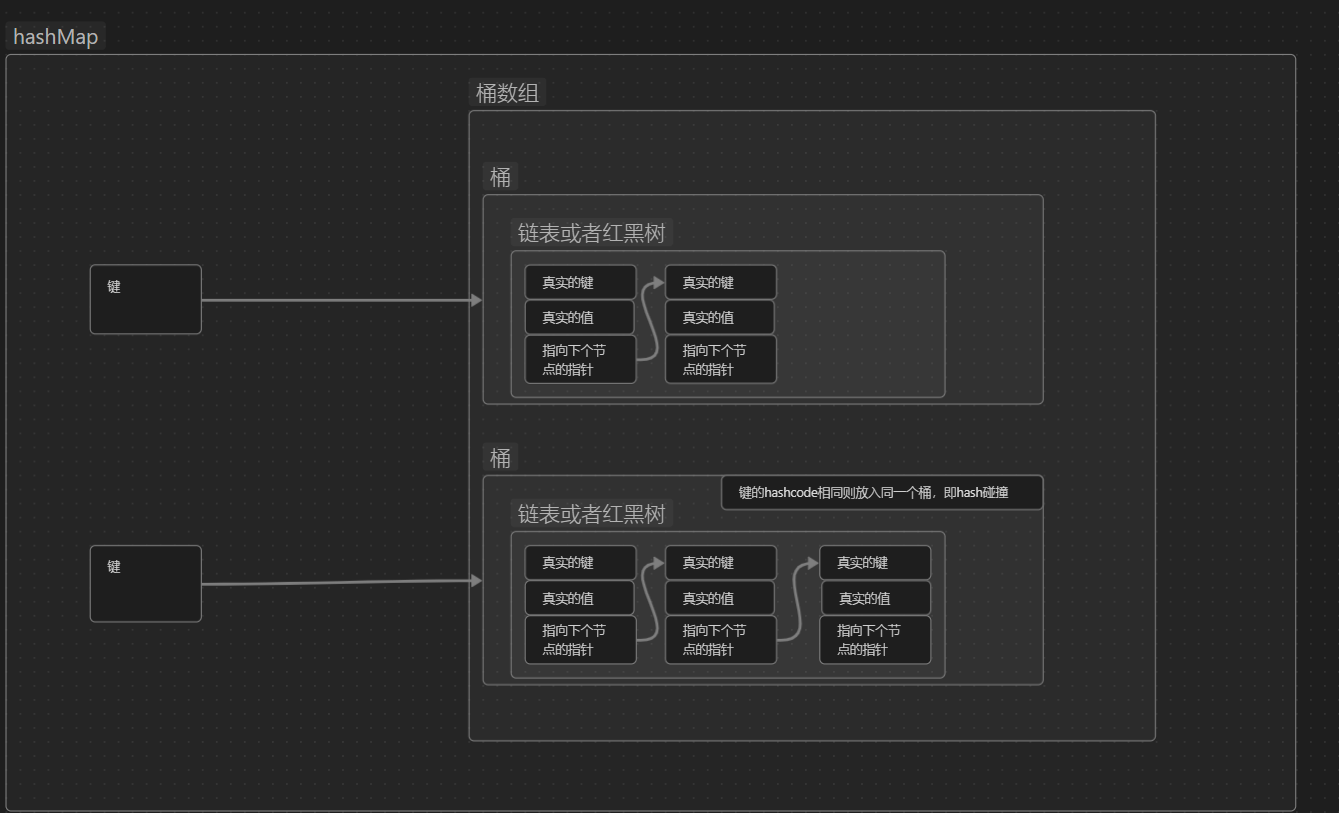 hashMap
桶数组
桶
链表或者红黑树
键
真实的键
真实的键
真实的值
真实的值
指向下个节
点的指针
指向下个节
点的指针
桶
键的hashcode相同则放入同一个桶，即hash碰撞
链表或者红黑树
键
真实的键
真实的键
真实的键
真实的值
真实的值
真实的值
指向下个节
点的指针
指向下个节
点的指针
指向下个节
点的指针